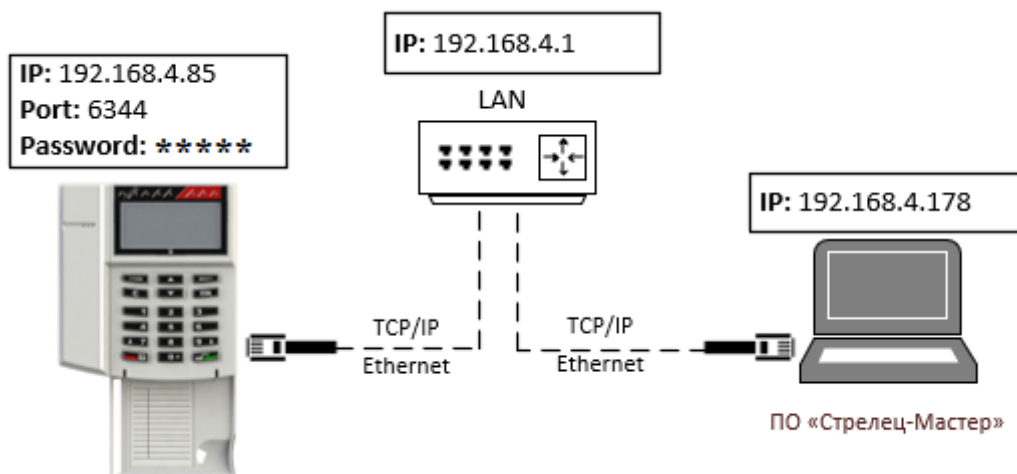 IP: 192.168.4.1
IP: 192.168.4.85
Port: 6344
Password: *****
LAN
IP: 192.168.4.178
TCP/IP
Ethernet
TCP/IP
Ethernet
ПО «Стрелец-Мастер»